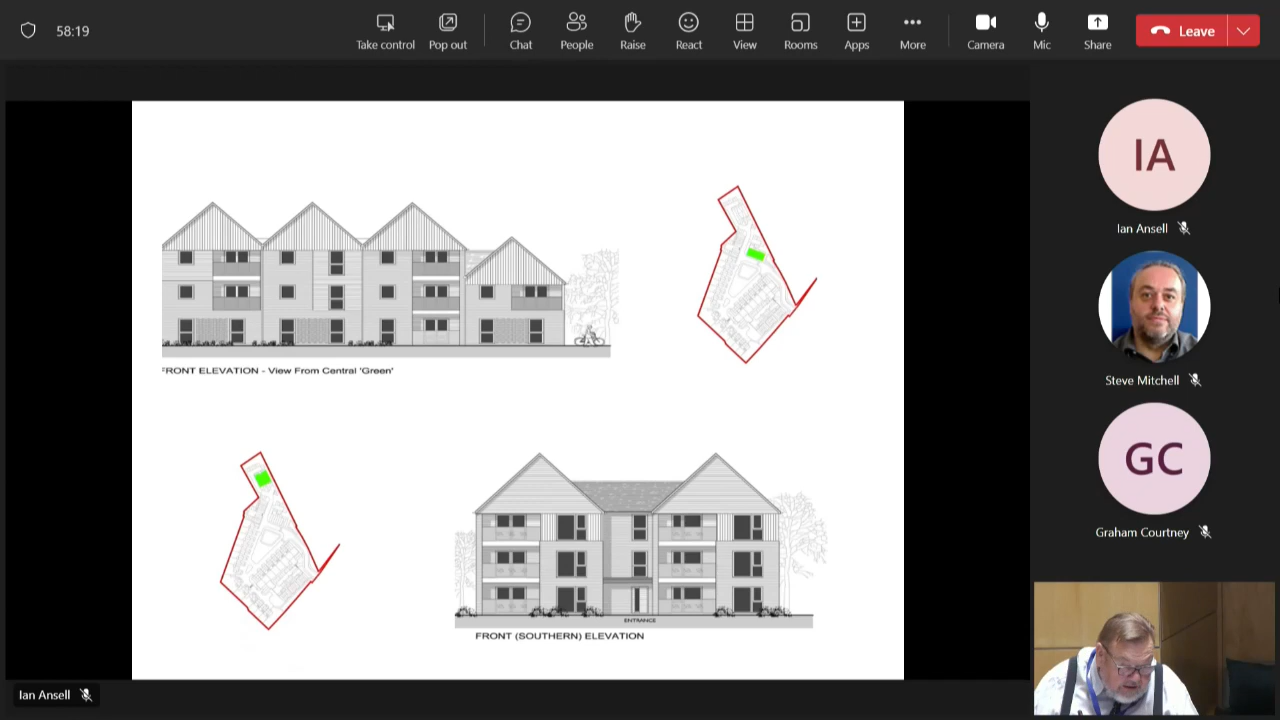 58:19
Take control
Pop out
Chat
People
Raise
React
View
Rooms
Apps
More
Camera
Mic
Share
Leave
FRONT ELEVATION - View From Central 'Green'
ENTRANCE
FRONT (SOUTHERN) ELEVATION
IA
Ian Ansell
Steve Mitchell
GC
Graham Courtney
Ian Ansell